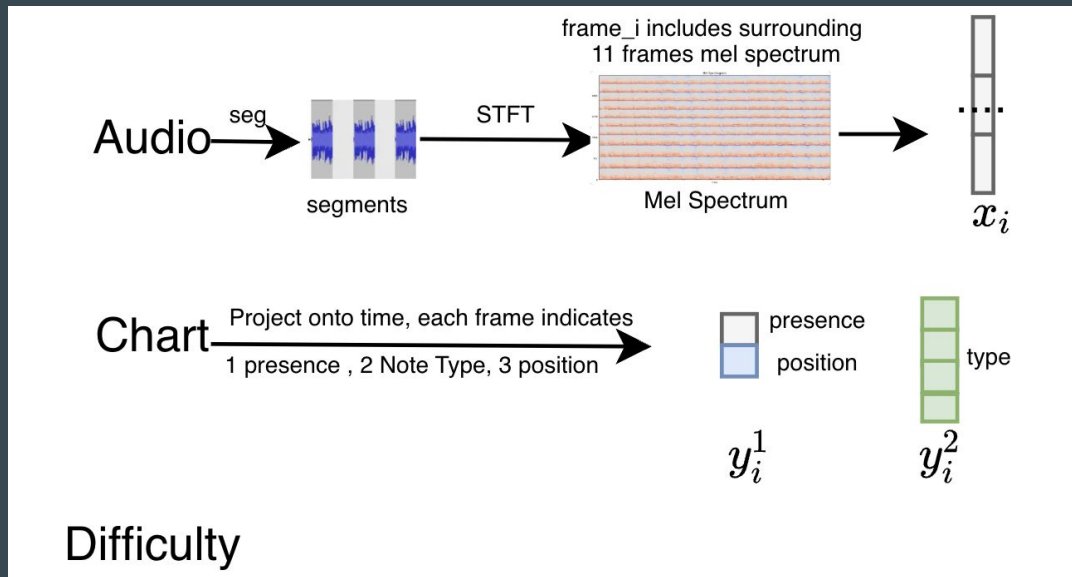 frame_i includes surrounding
11 frames mel spectrum
Audio
seg
STFT
....
segments
Mel Spectrum
x_i
Project onto time, each frame indicates
Chart
1 presence , 2 Note Type, 3 position
presence
position
type
y_i^1
y_i^2
Difficulty